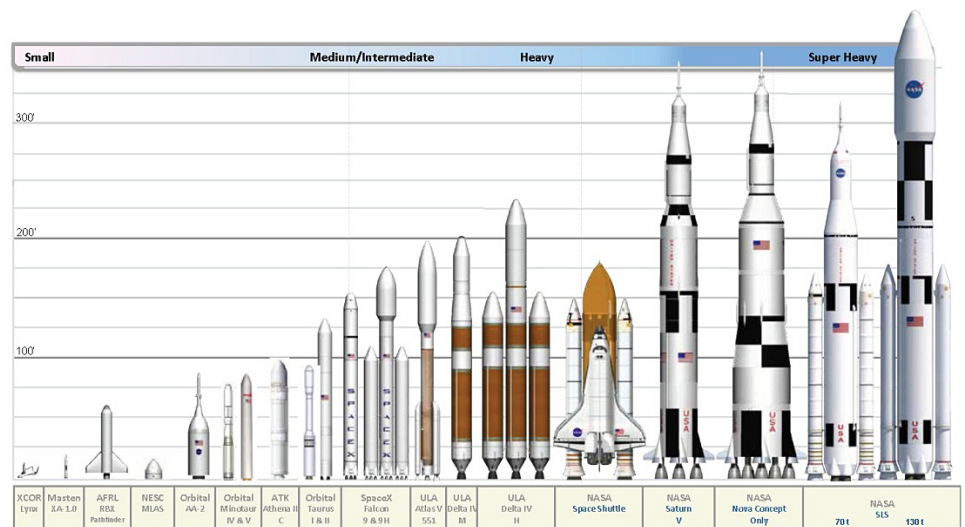 Small Medium/Intermediate Heavy Super Heavy
300'
200'
100'
SPACEX
SPACEX
USA
USA
USA
USA
XCOR
Lynx
Masten
XA-1.0
AFRL
RBX
Pathfinder
NESC
MLAS
Orbital
AA-2
Orbital
Minotaur
IV & V
ATK
Athena II
C
Orbital
Taurus
I & II
SpaceX
Falcon
9 & 9H
ULA
Atlas V
551
ULA
Delta IV
M
ULA
Delta IV
H
NASA
Space Shuttle
NASA
Saturn
V
NASA
Nova Concept
Only
NASA
SLS
70t 130t